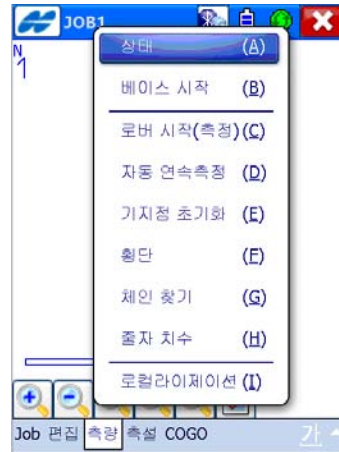 JOB1
N
상태 (A)
베이스 시작 (B)
로버 시작(측정)(C)
자동 연속측정 (D)
기지점 초기화 (E)
횡단 (F)
체인 찾기 (G)
줄자 치수 (H)
로컬라이제이션 (I)
Job 편집 측량 측설 COGO 가